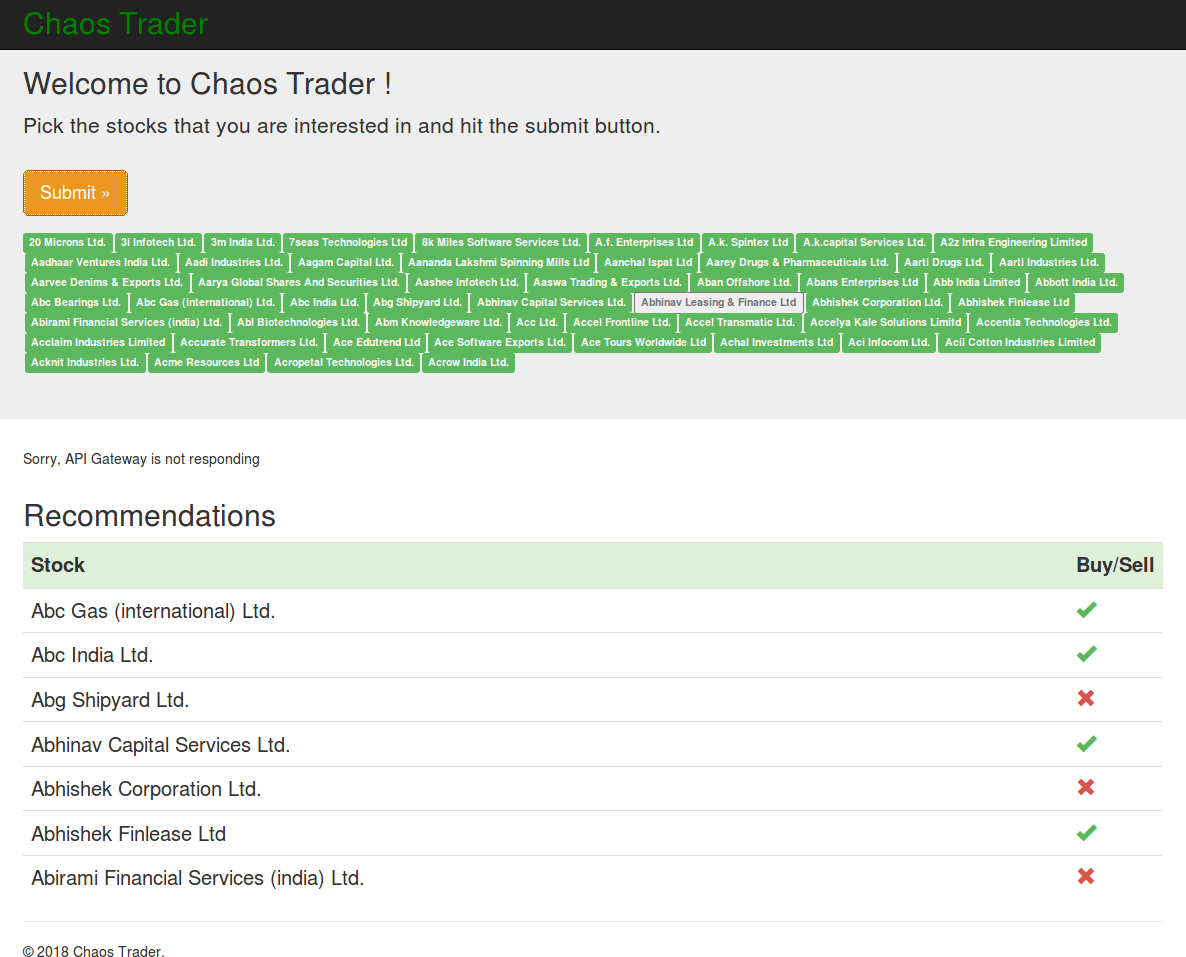 Chaos Trader
Welcome to Chaos Trader !
Pick the stocks that you are interested in and hit the submit button.
Submit »
20 Microns Ltd. 3i Infotech Ltd. 3m India Ltd. 7seas Technologies Ltd 8k Miles Software Services Ltd. A.f. Enterprises Ltd A.k. Spintex Ltd A.k.capital Services Ltd. A2z Infra Engineering Limited
Aadhaar Ventures India Ltd. Aadi Industries Ltd. Aagam Capital Ltd. Aananda Lakshmi Spinning Mills Ltd Aanchal Ispat Ltd Aarey Drugs & Pharmaceuticals Ltd. Aarti Drugs Ltd. Aarti Industries Ltd.
Aarvee Denims & Exports Ltd. Aarya Global Shares And Securities Ltd. Aashee Infotech Ltd. Aaswa Trading & Exports Ltd. Aban Offshore Ltd. Abans Enterprises Ltd Abb India Limited Abbott India Ltd.
Abc Bearings Ltd. Abc Gas (international) Ltd. Abc India Ltd. Abg Shipyard Ltd. Abhinav Capital Services Ltd. Abhinav Leasing & Finance Ltd Abhishek Corporation Ltd. Abhishek Finlease Ltd
Abirami Financial Services (india) Ltd. Abl Biotechnologies Ltd. Abm Knowledgeware Ltd. Acc Ltd. Accel Frontline Ltd. Accel Transmatic Ltd. Accelya Kale Solutions Limitd Accentia Technologies Ltd.
Acclaim Industries Limited Accurate Transformers Ltd. Ace Edutrend Ltd Ace Software Exports Ltd. Ace Tours Worldwide Ltd Achal Investments Ltd Aci Infocom Ltd. Acil Cotton Industries Limited
Acknit Industries Ltd. Acme Resources Ltd Acropetal Technologies Ltd. Acrow India Ltd.
Sorry, API Gateway is not responding
Recommendations
Stock Buy/Sell
Abc Gas (international) Ltd.
Abc India Ltd.
Abg Shipyard Ltd.
Abhinav Capital Services Ltd.
Abhishek Corporation Ltd.
Abhishek Finlease Ltd
Abirami Financial Services (india) Ltd.
© 2018 Chaos Trader.